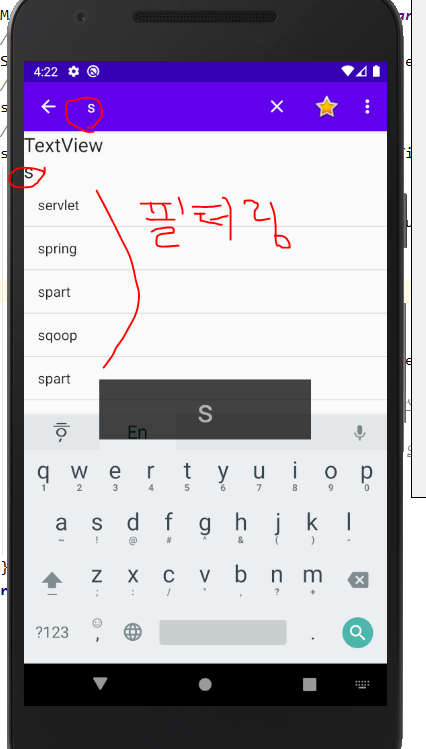 4:22
s
TextView
s
servlet
필터링
spring
spart
sqoop
spart
s
ㅎ En
q w e r t y u i o p
1 2 3 4 5 6 7 8 9 0
a s d f g h j k l
~ ! @ # ^ & ( )
z x c v b n m
- : / " , ? +
?123 , .